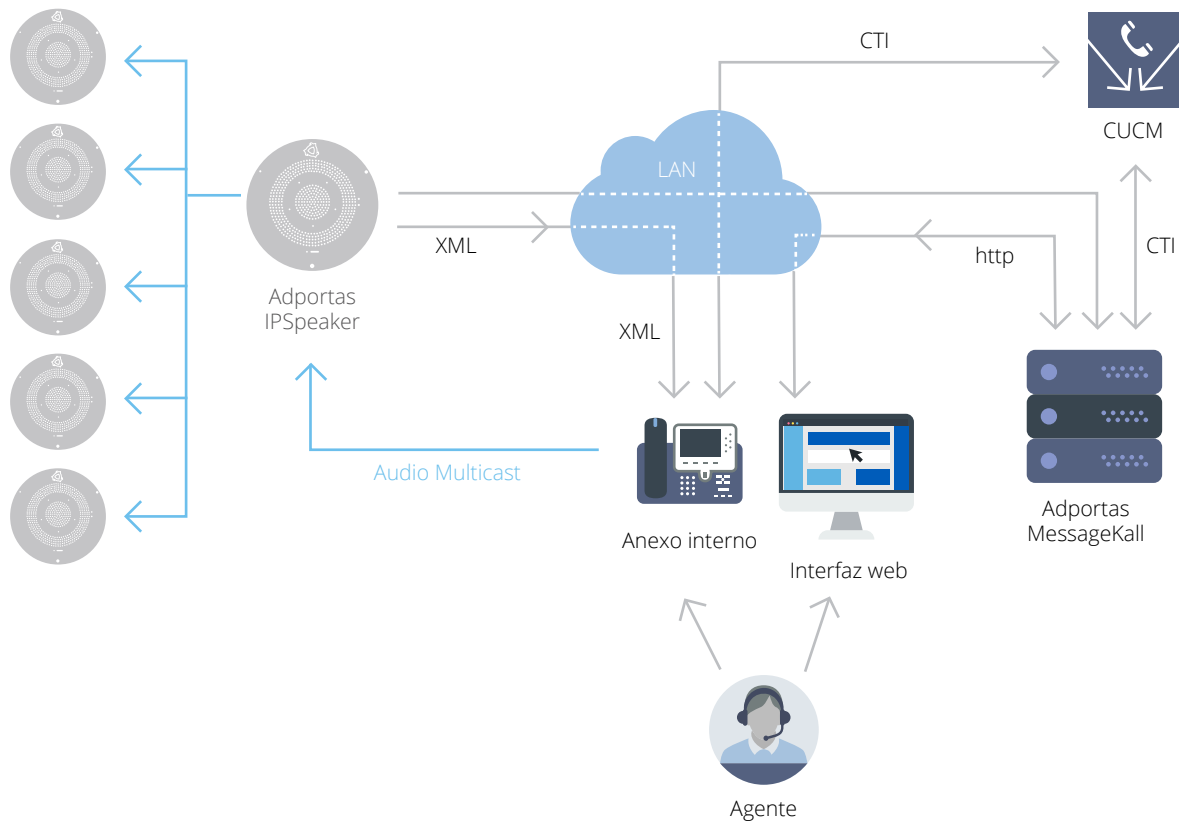 CTI
CUCM
LAN
XML
http
CTI
Adportas
IPSpeaker
XML
Audio Multicast
Anexo interno
Interfaz web
Adportas
MessageKall
Agente